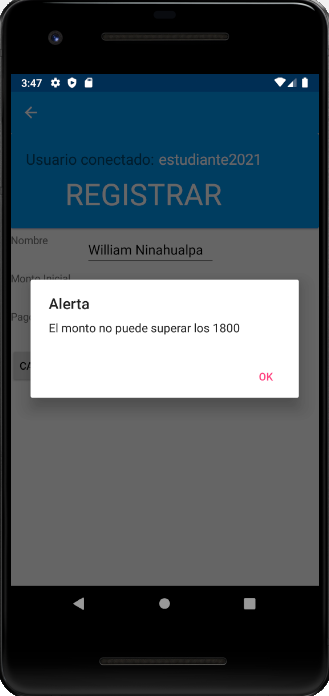 3:47
Usuario conectado: estudiante2021
REGISTRAR
Nombre
William Ninahualpa
Monto Inicial
Alerta
El monto no puede superar los 1800
OK